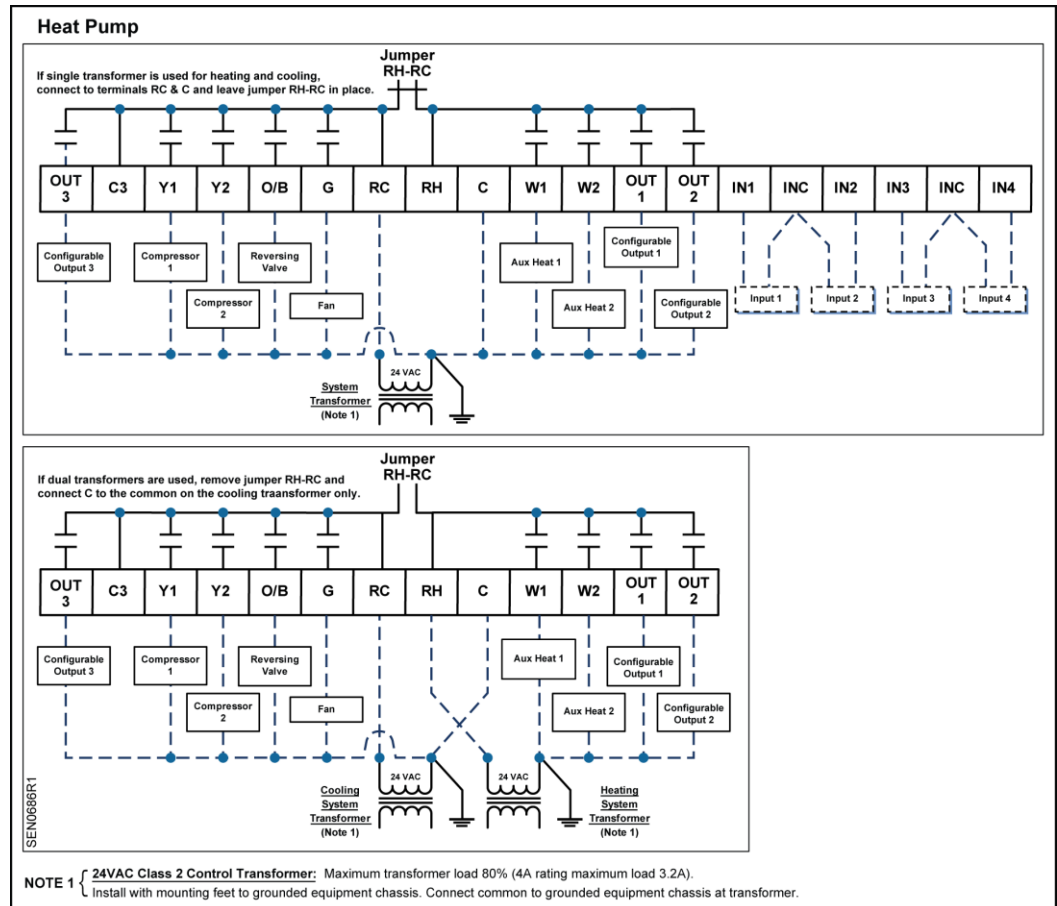 Heat Pump
Jumper
RH-RC
If single transformer is used for heating and cooling,
connect to terminals RC & C and leave jumper RH-RC in place.
OUT 3 C3 Y1 Y2 O/B G RC RH C W1 W2 OUT 1 OUT 2 IN1 INC IN2 IN3 INC IN4
Configurable
Output 3
Compressor
1
Compressor
2
Reversing
Valve
Fan
Aux Heat 1
Aux Heat 2
Configurable
Output 1
Configurable
Output 2
Input 1
Input 2
Input 3
Input 4
24 VAC
System
Transformer
(Note 1)
Jumper
RH-RC
If dual transformers are used, remove jumper RH-RC and
connect C to the common on the cooling traansformer only.
OUT 3 C3 Y1 Y2 O/B G RC RH C W1 W2 OUT 1 OUT 2
Configurable
Output 3
Compressor
1
Compressor
2
Reversing
Valve
Fan
Aux Heat 1
Aux Heat 2
Configurable
Output 1
Configurable
Output 2
24 VAC
24 VAC
Cooling
System
Transformer
(Note 1)
Heating
System
Transformer
(Note 1)
SEN0686R1
NOTE 1 { 24VAC Class 2 Control Transformer: Maximum transformer load 80% (4A rating maximum load 3.2A).
Install with mounting feet to grounded equipment chassis. Connect common to grounded equipment chassis at transformer.